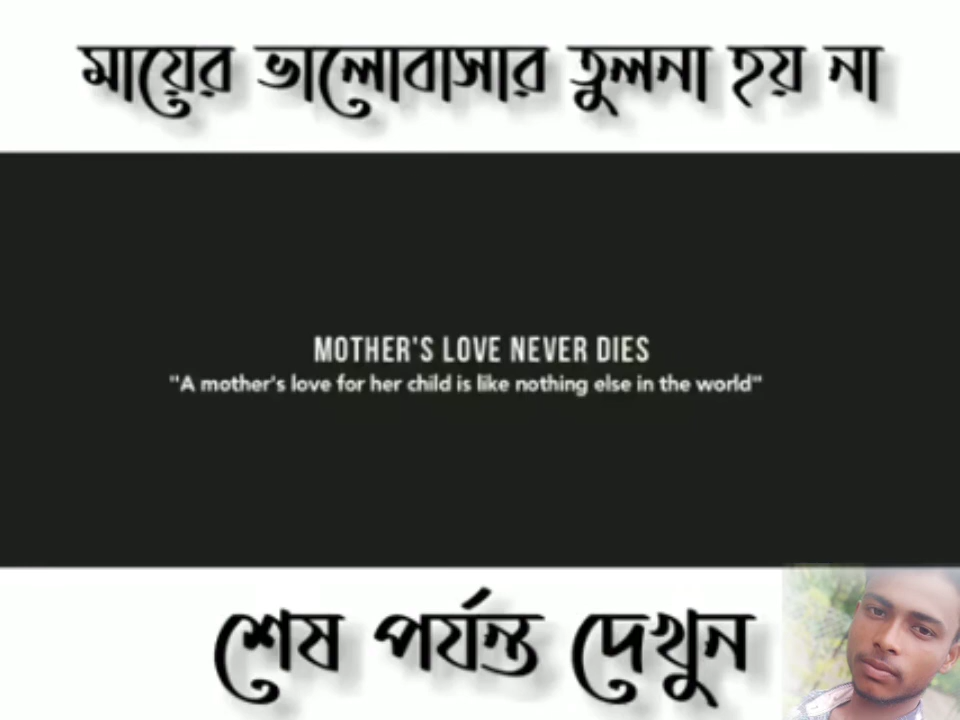 মায়ের ভালোবাসার তুলনা হয় না
MOTHER'S LOVE NEVER DIES
"A mother's love for her child is like nothing else in the world"
শেষ পর্যন্ত দেখুন